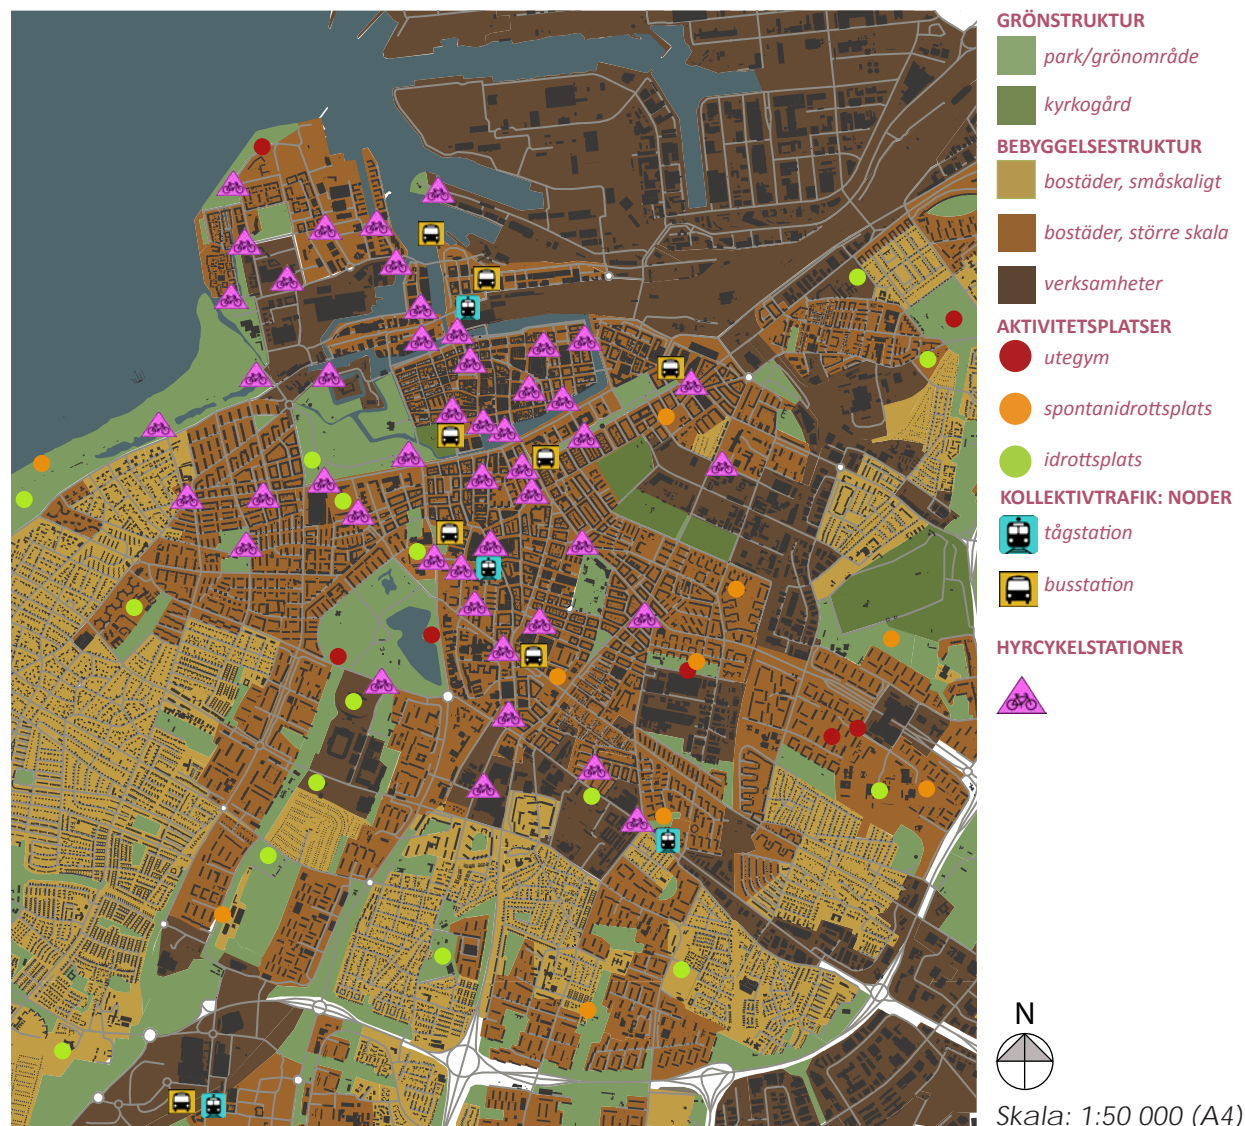 GRÖNSTRUKTUR
park/grönområde
kyrkogård
BEBYGGELSESTRUKTUR
bostäder, småskaligt
bostäder, större skala
verksamheter
AKTIVITETSPLATSER
utegym
spontanidrottsplats
idrottsplats
KOLLEKTIVTRAFIK: NODER
tågstation
busstation
HYRCYKELSTATIONER
N
Skala: 1:50 000 (A4)